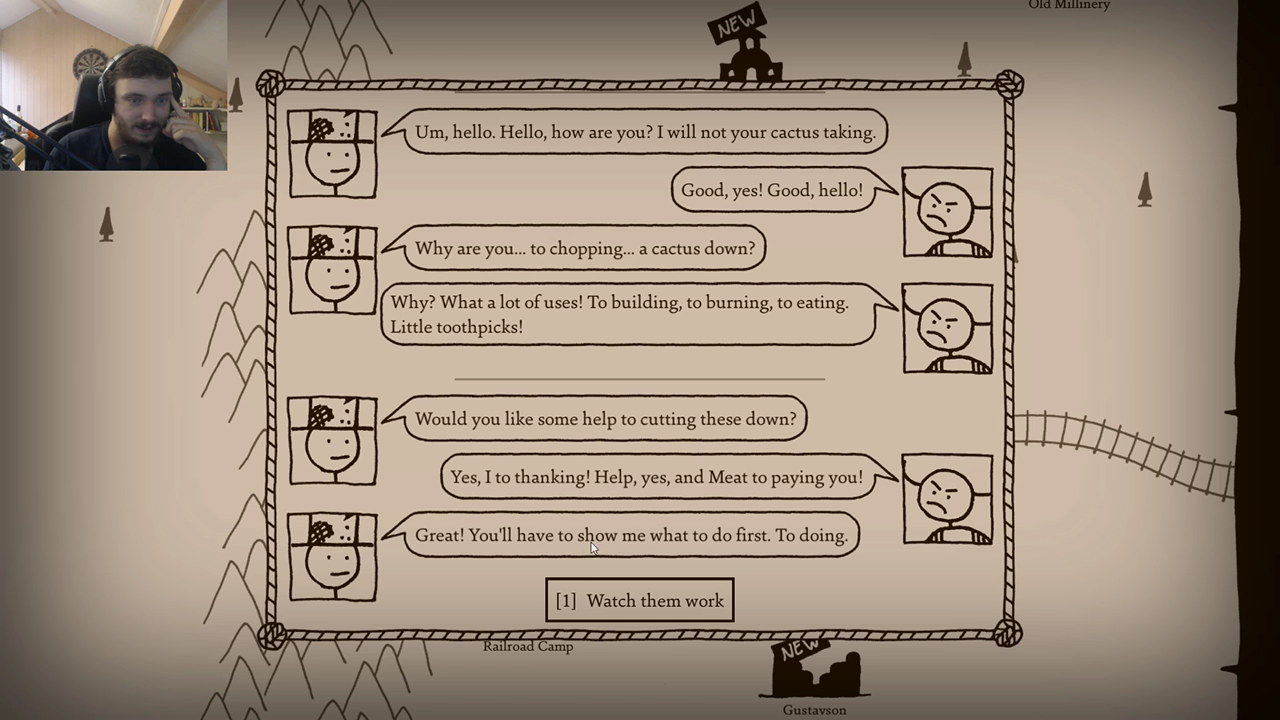 Old Millinery
NEW
Um, hello. Hello, how are you? I will not your cactus taking.
Good, yes! Good, hello!
Why are you... to chopping... a cactus down?
Why? What a lot of uses! To building, to burning, to eating.
Little toothpicks!
Would you like some help to cutting these down?
Yes, I to thanking! Help, yes, and Meat to paying you!
Great! You'll have to show me what to do first. To doing.
[1] Watch them work
Railroad Camp
NEW
Gustavson